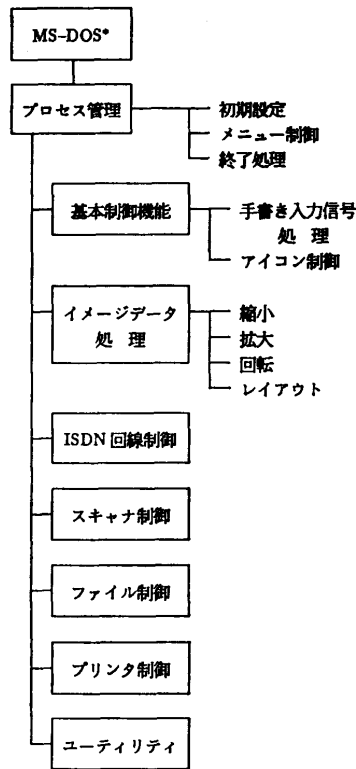 MS-DOS*
プロセス管理
初期設定
メニュー制御
終了処理
基本制御機能
手書き入力信号
処 理
アイコン制御
イメージデータ
処 理
縮小
拡大
回転
レイアウト
ISDN 回線制御
スキャナ制御
ファイル制御
プリンタ制御
ユーティリティ